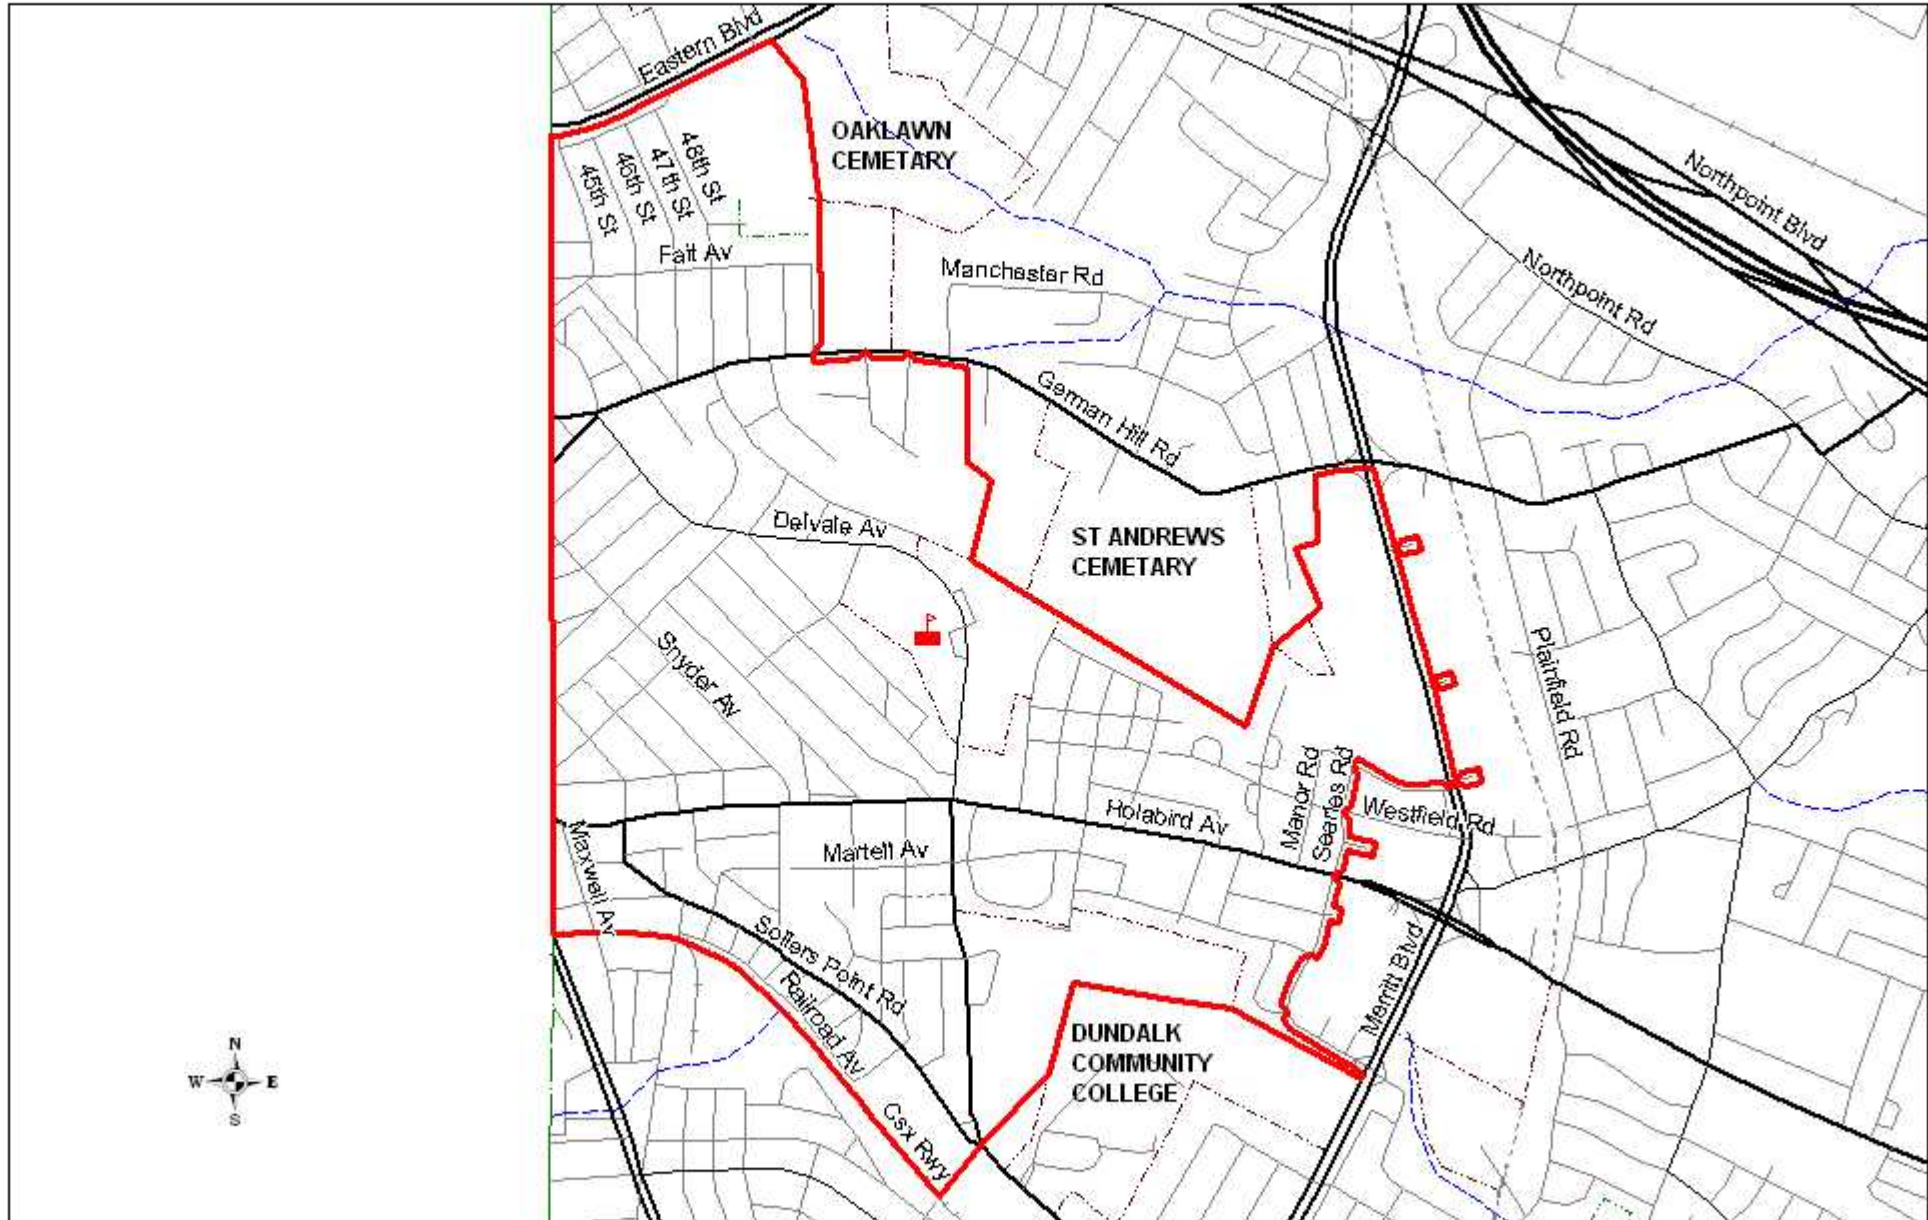 Eastern Blvd
OAKLAWN
CEMETARY
48th St
47th St
46th St
45th St
Northpoint Blvd
Fait Av
Manchester Rd
Northpoint Rd
German Hill Rd
Delvale Av
ST ANDREWS
CEMETARY
Snyder Av
Plainfield Rd
Manor Rd
Searles Rd
Holabird Av
Westfield Rd
Martell Av
Maxwell Av
Sollers Point Rd
Merritt Blvd
Railroad Av
DUNDALK
COMMUNITY
COLLEGE
Csx Rwy
N
W E
S